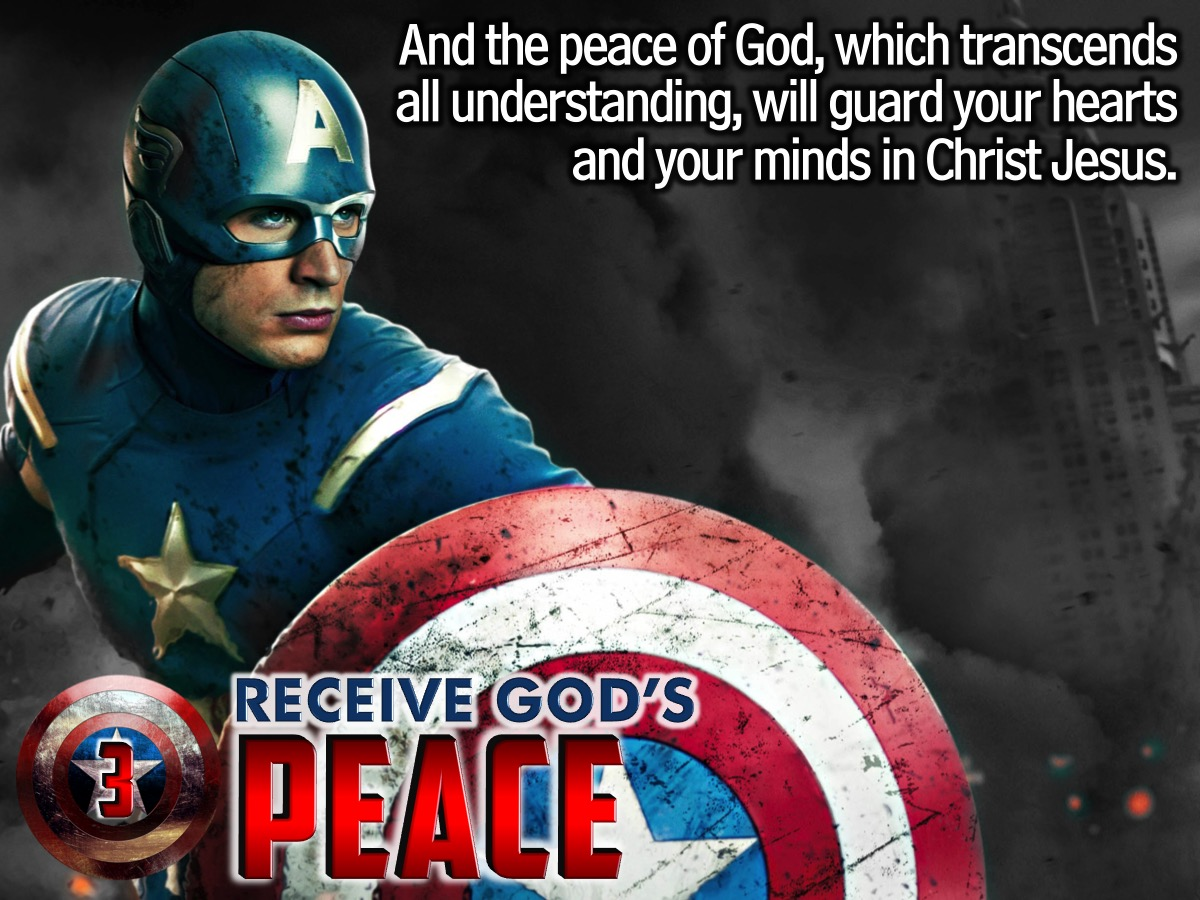 And the peace of God, which transcends
all understanding, will guard your hearts
and your minds in Christ Jesus.
A
3
RECEIVE GOD'S
PEACE